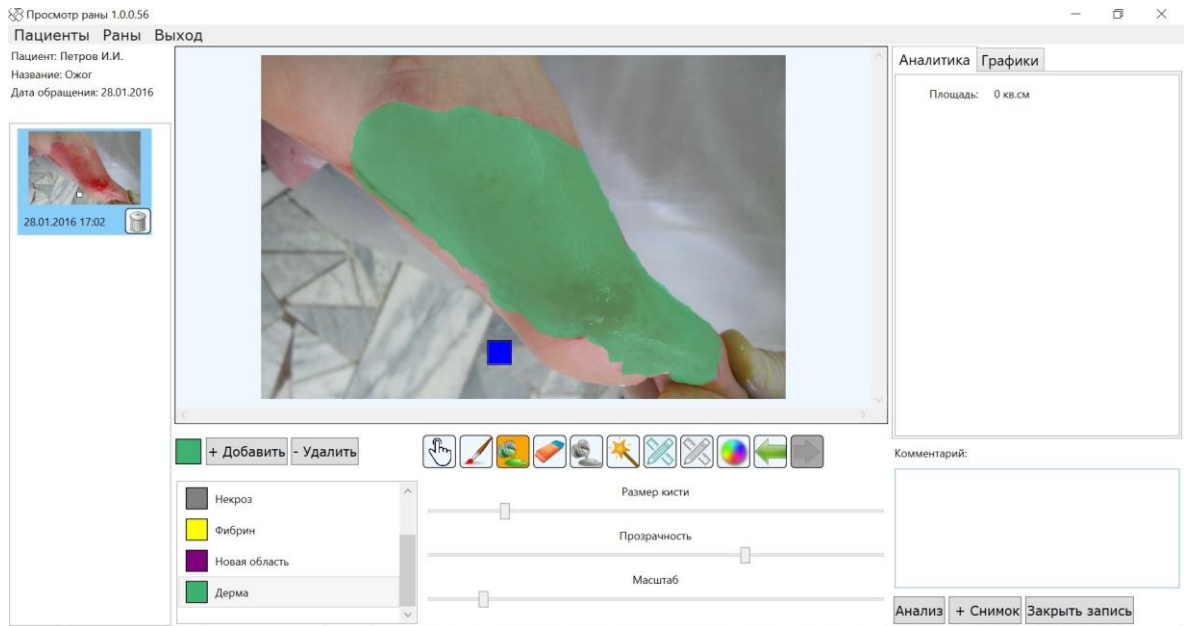 Просмотр раны 1.0.0.56
Пациенты Раны Выход
Пациент: Петров И.И.
Название: Ожог
Дата обращения: 28.01.2016
28.01.2016 17:02
Аналитика Графики
Площадь: 0 кв.см
+ Добавить - Удалить
Некроз
Фибрин
Новая область
Дерма
Размер кисти
Прозрачность
Масштаб
Комментарий:
Анализ + Снимок Закрыть запись